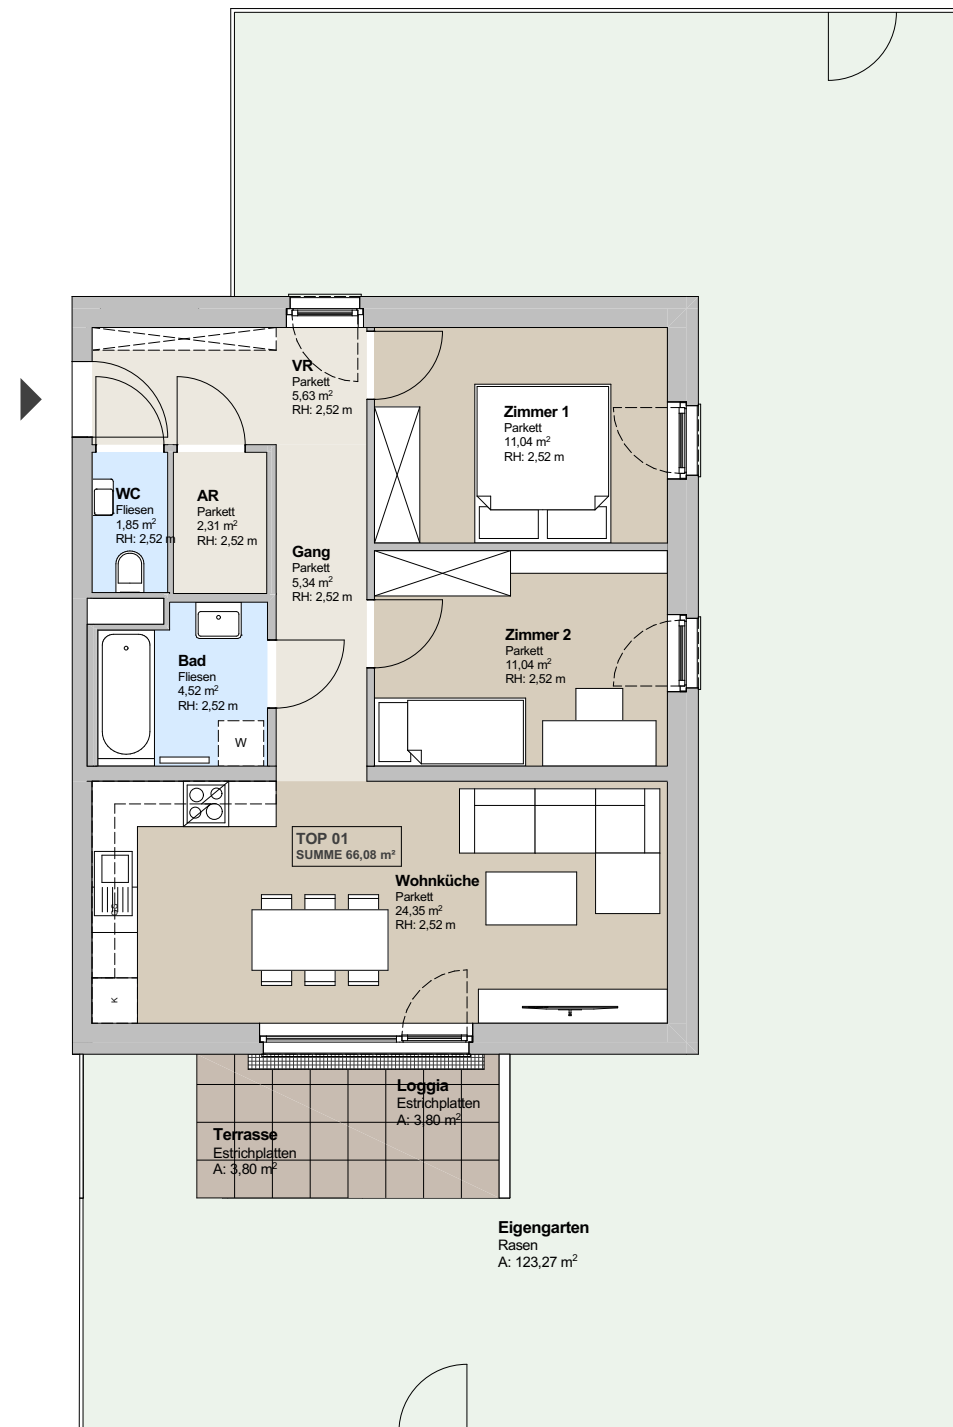 VR
Parkett
5,63 m²
RH: 2,52 m
Zimmer 1
Parkett
11,04 m²
RH: 2,52 m
WC
Fliesen
1,85 m²
RH: 2,52 m
AR
Parkett
2,31 m²
RH: 2,52 m
Gang
Parkett
5,34 m²
RH: 2,52 m
Zimmer 2
Parkett
11,04 m²
RH: 2,52 m
Bad
Fliesen
4,52 m²
RH: 2,52 m
W
TOP 01
SUMME 66,08 m²
Wohnküche
Parkett
24,35 m²
RH: 2,52 m
K
Loggia
Estrichplatten
A: 3,80 m²
Terrasse
Estrichplatten
A: 3,80 m²
Eigengarten
Rasen
A: 123,27 m²